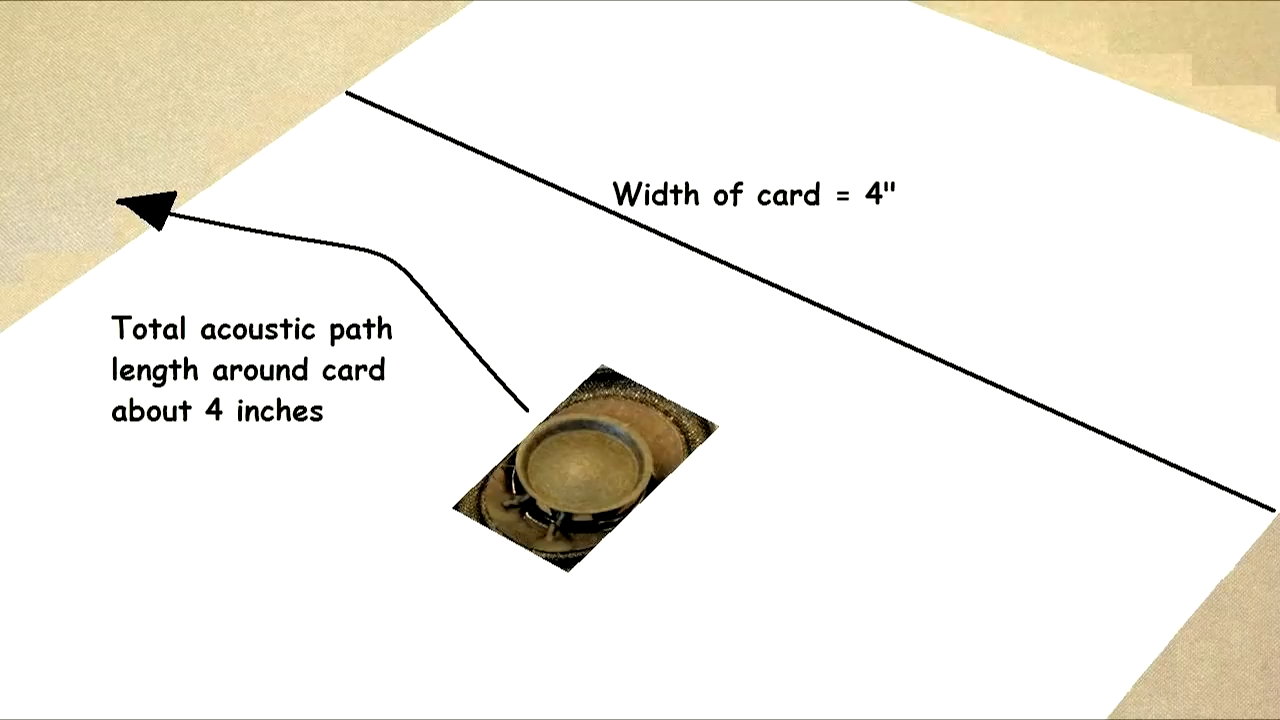 Width of card = 4"
Total acoustic path
length around card
about 4 inches